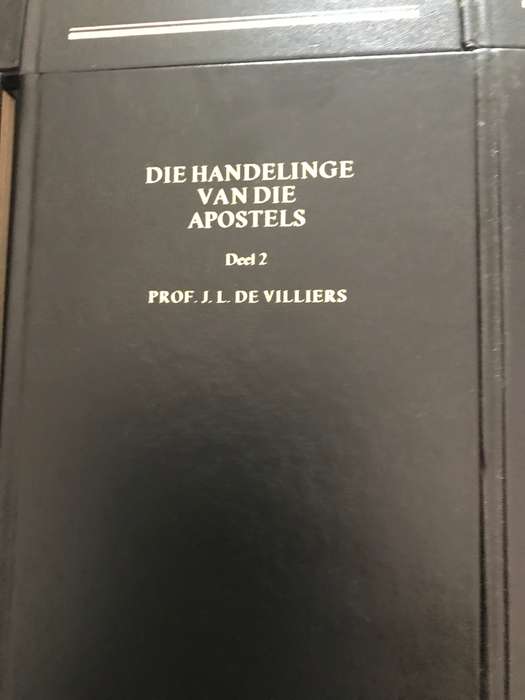 DIE HANDELINGE
VAN DIE
APOSTELS
Deel 2
PROF. J. L. DE VILLIERS